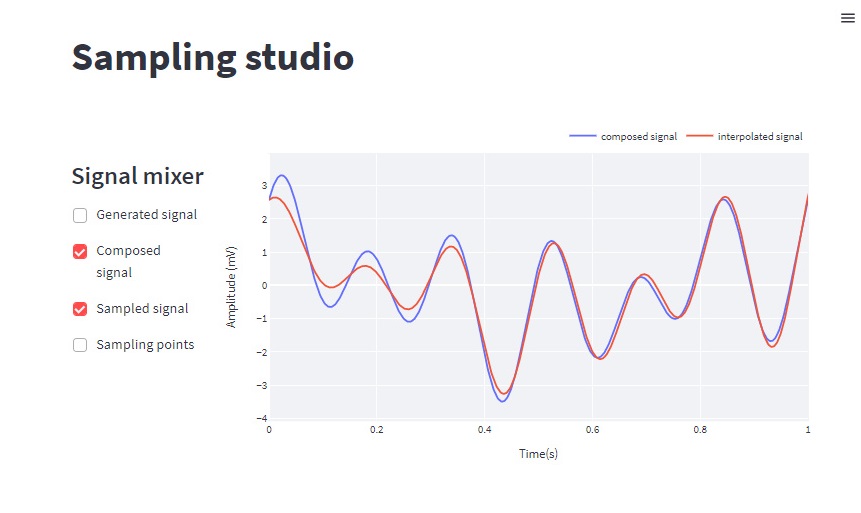 Sampling studio
composed signal
interpolated signal
Signal mixer
Generated signal
Composed
signal
Sampled signal
Sampling points
Amplitude (mV)
3
2
1
0
−1
−2
−3
−4
0
0.2
0.4
0.6
0.8
1
Time(s)